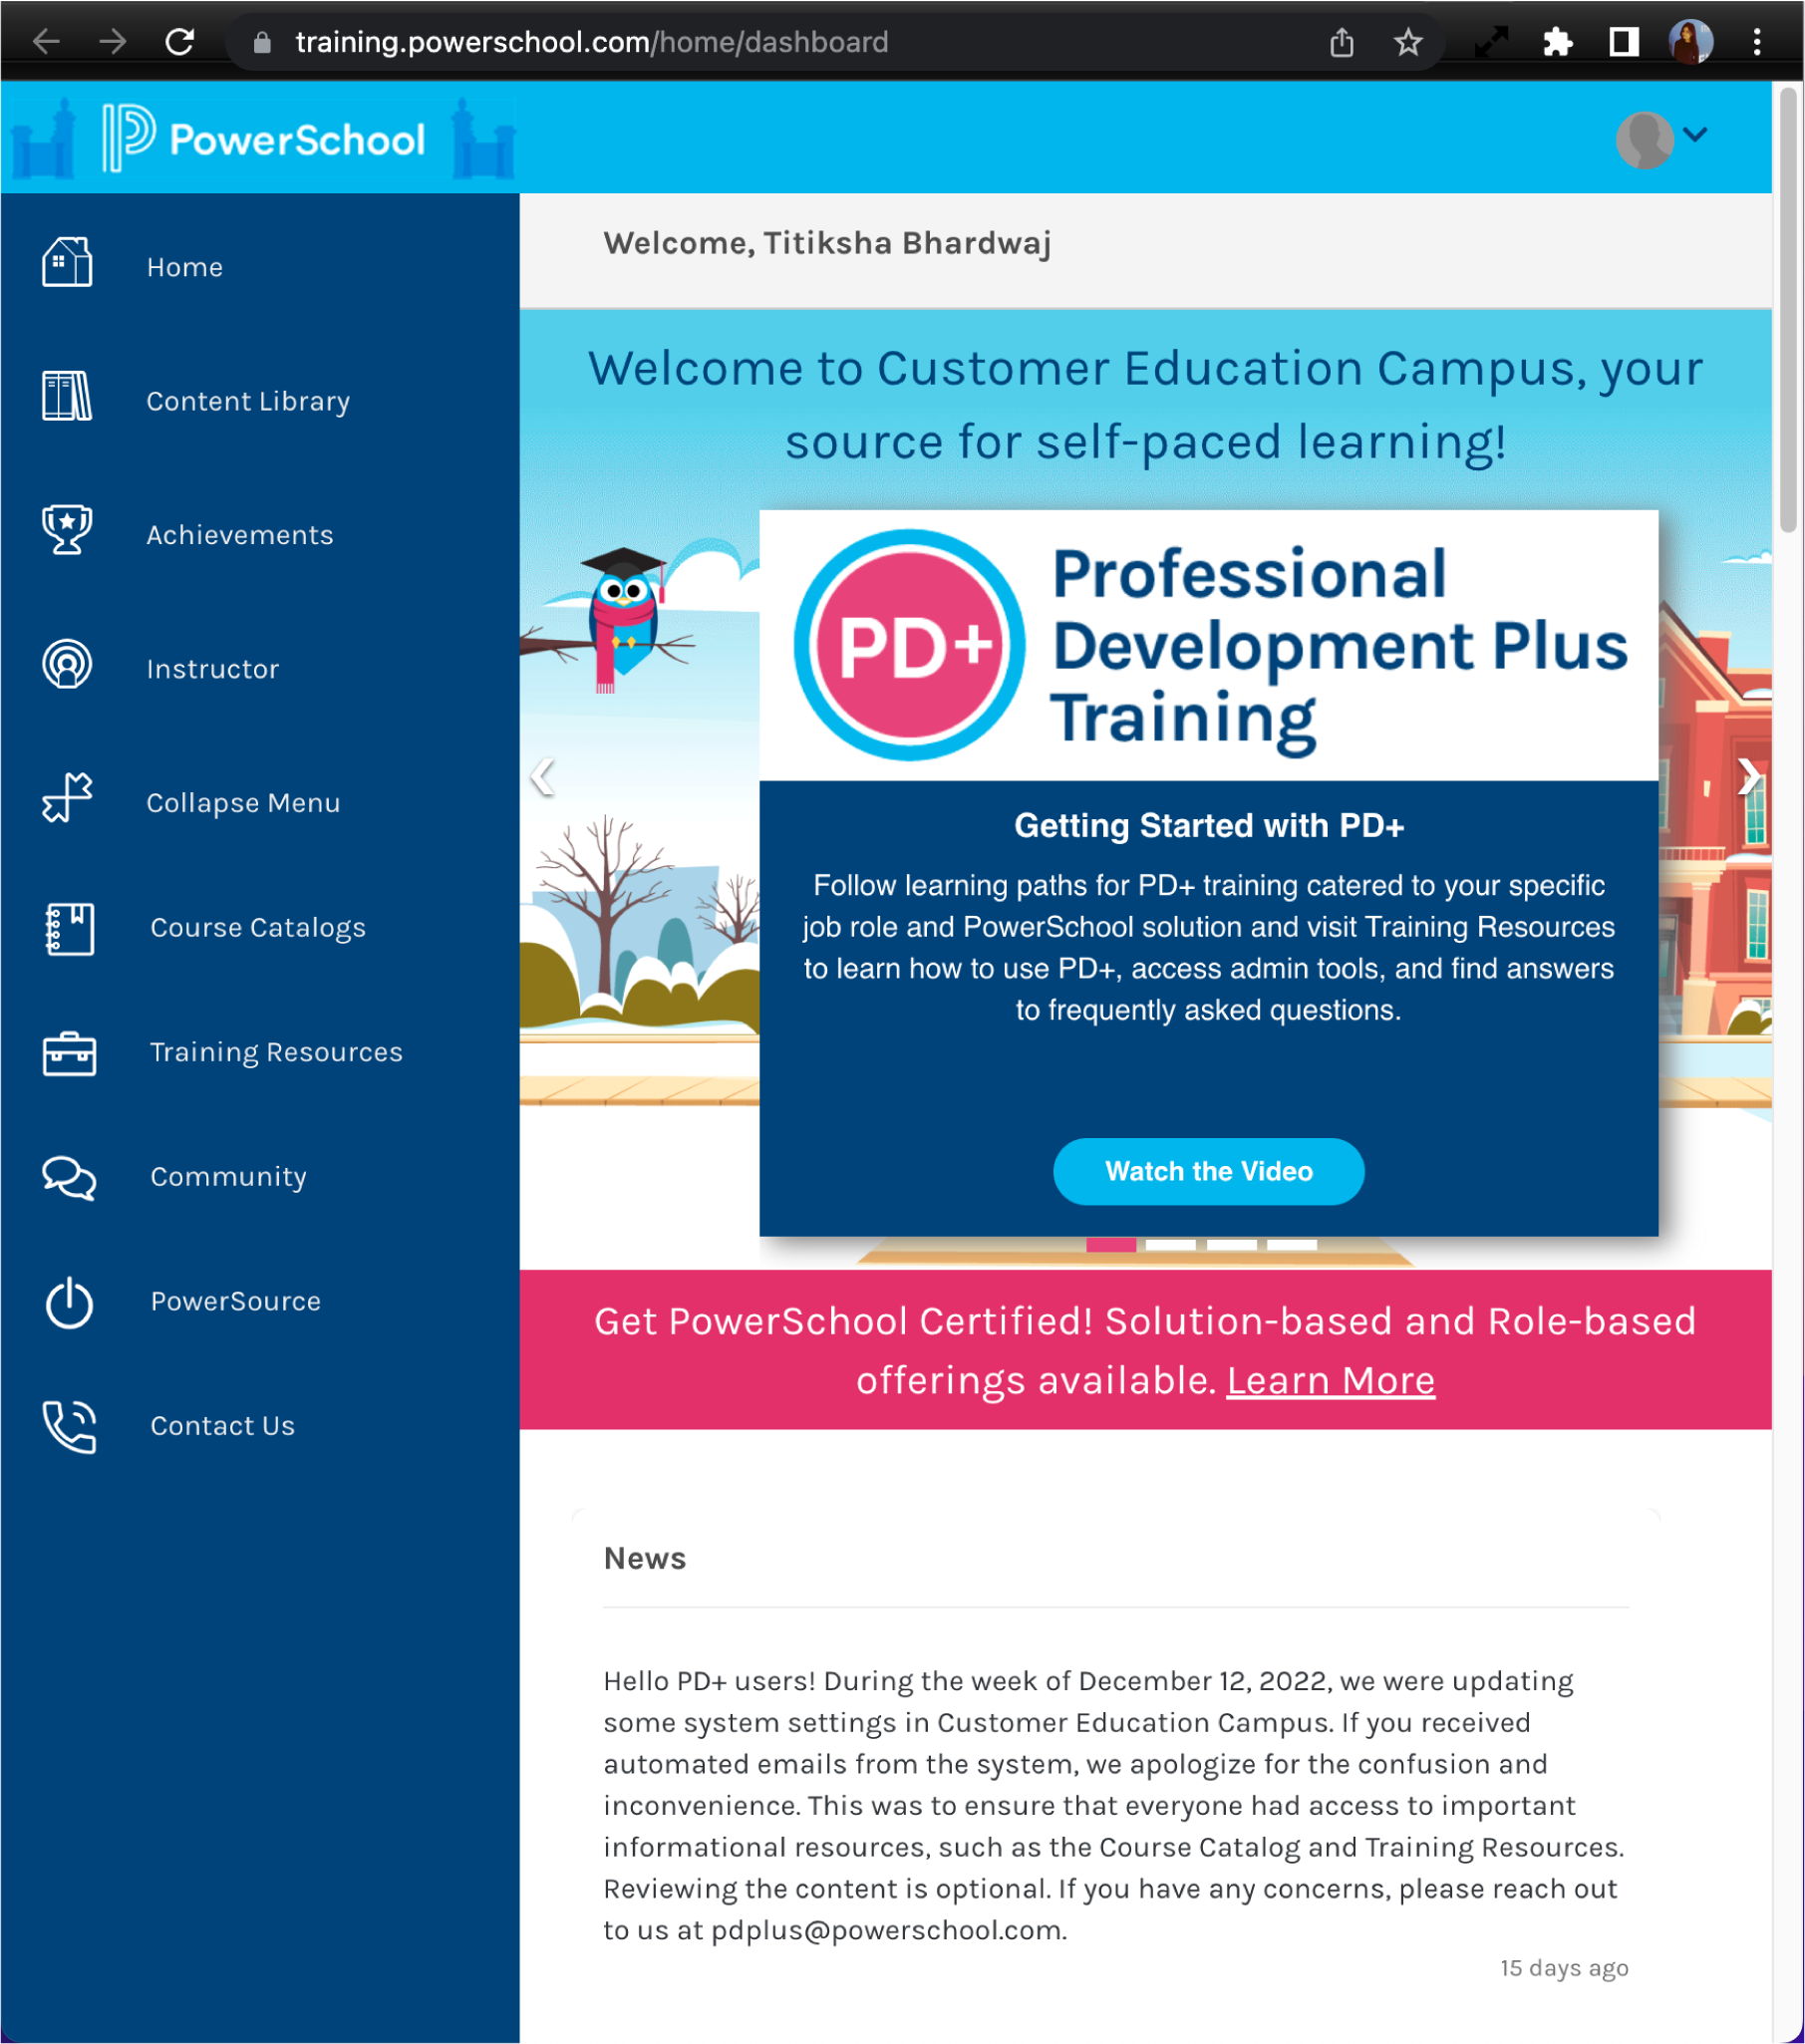 training.powerschool.com/home/dashboard
PowerSchool
Home
Content Library
Achievements
Instructor
Collapse Menu
Course Catalogs
Training Resources
Community
PowerSource
Contact Us
Welcome, Titiksha Bhardwaj
Welcome to Customer Education Campus, your
source for self-paced learning!
PD+
Professional
Development Plus
Training
Getting Started with PD+
Follow learning paths for PD+ training catered to your specific
job role and PowerSchool solution and visit Training Resources
to learn how to use PD+, access admin tools, and find answers
to frequently asked questions.
Watch the Video
Get PowerSchool Certified! Solution-based and Role-based
offerings available. Learn More
News
Hello PD+ users! During the week of December 12, 2022, we were updating
some system settings in Customer Education Campus. If you received
automated emails from the system, we apologize for the confusion and
inconvenience. This was to ensure that everyone had access to important
informational resources, such as the Course Catalog and Training Resources.
Reviewing the content is optional. If you have any concerns, please reach out
to us at pdplus@powerschool.com.
15 days ago